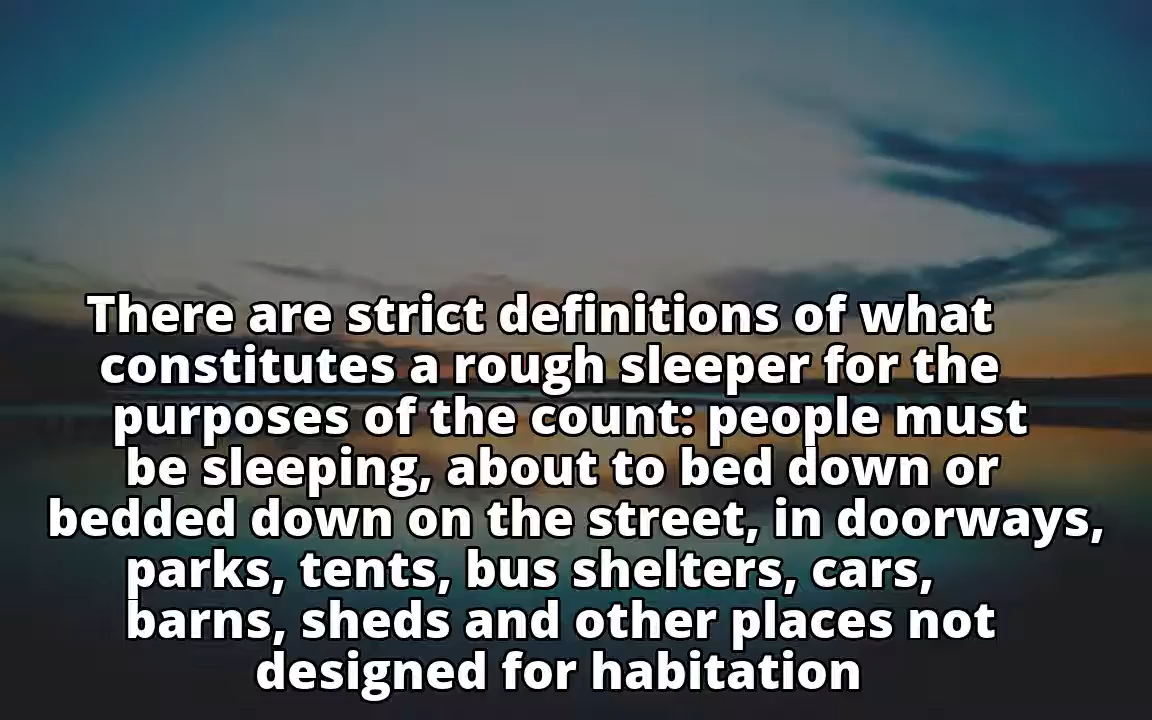 There are strict definitions of what
constitutes a rough sleeper for the
purposes of the count: people must
be sleeping, about to bed down or
bedded down on the street, in doorways,
parks, tents, bus shelters, cars,
barns, sheds and other places not
designed for habitation